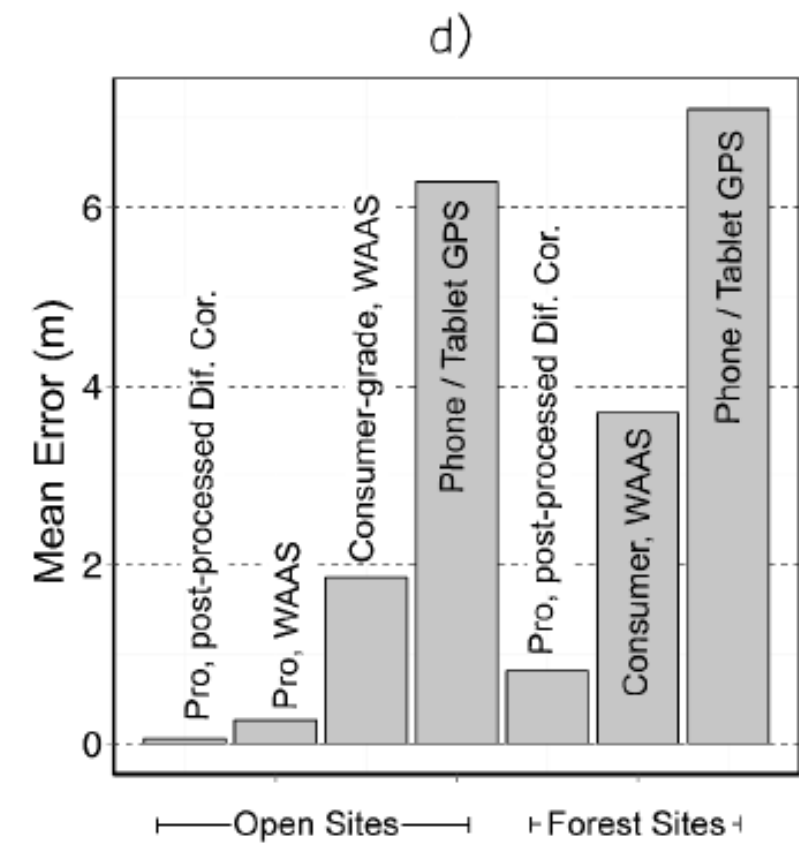 d)
Mean Error (m)
6
4
2
0
Pro, post-processed Dif. Cor.
Pro, WAAS
Consumer-grade, WAAS
Phone / Tablet GPS
Pro, post-processed Dif. Cor.
Consumer, WAAS
Phone / Tablet GPS
Open Sites
Forest Sites